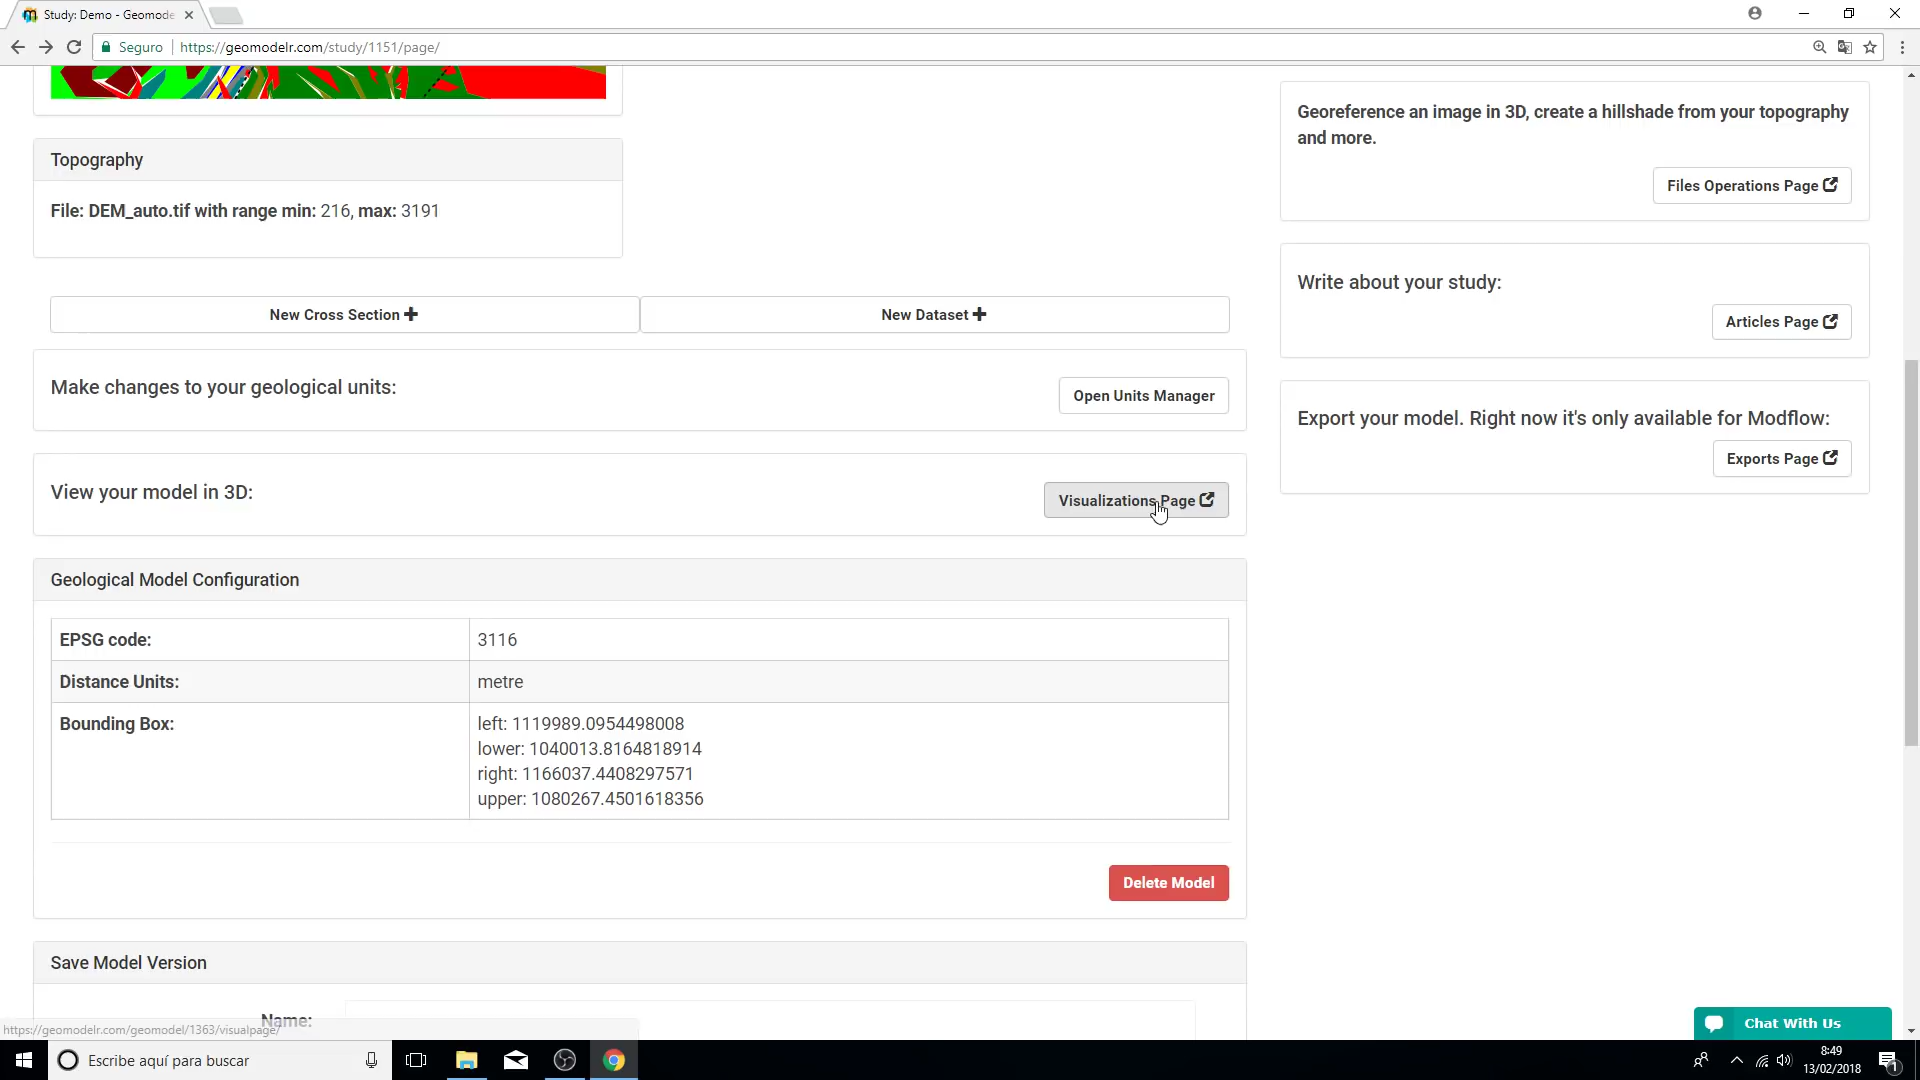 Study: Demo - Geomode
Seguro
https://geomodelr.com/study/1151/page/
Topography
File: DEM_auto.tif with range min: 216, max: 3191
New Cross Section
New Dataset
Make changes to your geological units:
Open Units Manager
View your model in 3D:
Visualizations Page
Geological Model Configuration
EPSG code:
3116
Distance Units:
metre
Bounding Box:
left: 1119989.0954498008
lower: 1040013.8164818914
right: 1166037.4408297571
upper: 1080267.4501618356
Delete Model
Save Model Version
Name:
Georeference an image in 3D, create a hillshade from your topography
and more.
Files Operations Page
Write about your study:
Articles Page
Export your model. Right now it's only available for Modflow:
Exports Page
Chat With Us
https://geomodelr.com/geomodel/1363/visualpage/
Escribe aquí para buscar
8:49
13/02/2018
1